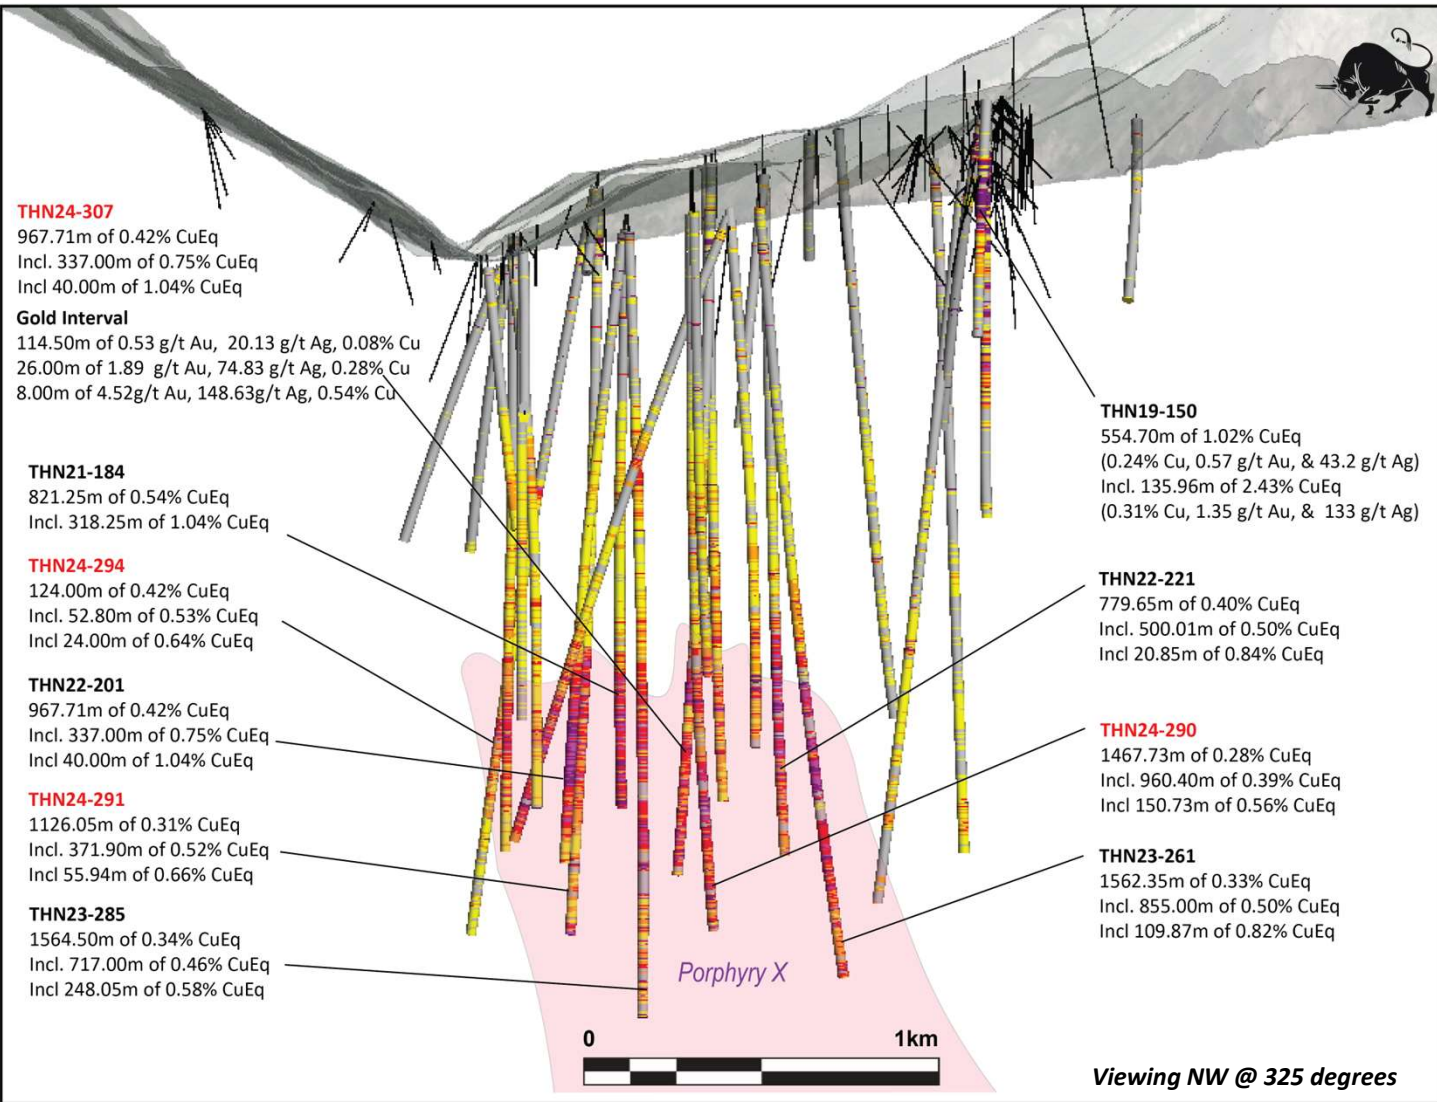 THN24-307
967.71m of 0.42% CuEq
Incl. 337.00m of 0.75% CuEq
Incl 40.00m of 1.04% CuEq
Gold Interval
114.50m of 0.53 g/t Au, 20.13 g/t Ag, 0.08% Cu
26.00m of 1.89 g/t Au, 74.83 g/t Ag, 0.28% Cu
8.00m of 4.52g/t Au, 148.63g/t Ag, 0.54% Cu
THN21-184
821.25m of 0.54% CuEq
Incl. 318.25m of 1.04% CuEq
THN24-294
124.00m of 0.42% CuEq
Incl. 52.80m of 0.53% CuEq
Incl 24.00m of 0.64% CuEq
THN22-201
967.71m of 0.42% CuEq
Incl. 337.00m of 0.75% CuEq
Incl 40.00m of 1.04% CuEq
THN24-291
1126.05m of 0.31% CuEq
Incl. 371.90m of 0.52% CuEq
Incl 55.94m of 0.66% CuEq
THN23-285
1564.50m of 0.34% CuEq
Incl. 717.00m of 0.46% CuEq
Incl 248.05m of 0.58% CuEq
THN19-150
554.70m of 1.02% CuEq
(0.24% Cu, 0.57 g/t Au, & 43.2 g/t Ag)
Incl. 135.96m of 2.43% CuEq
(0.31% Cu, 1.35 g/t Au, & 133 g/t Ag)
THN22-221
779.65m of 0.40% CuEq
Incl. 500.01m of 0.50% CuEq
Incl 20.85m of 0.84% CuEq
THN24-290
1467.73m of 0.28% CuEq
Incl. 960.40m of 0.39% CuEq
Incl 150.73m of 0.56% CuEq
THN23-261
1562.35m of 0.33% CuEq
Incl. 855.00m of 0.50% CuEq
Incl 109.87m of 0.82% CuEq
Porphyry X
0 1km
Viewing NW @ 325 degrees